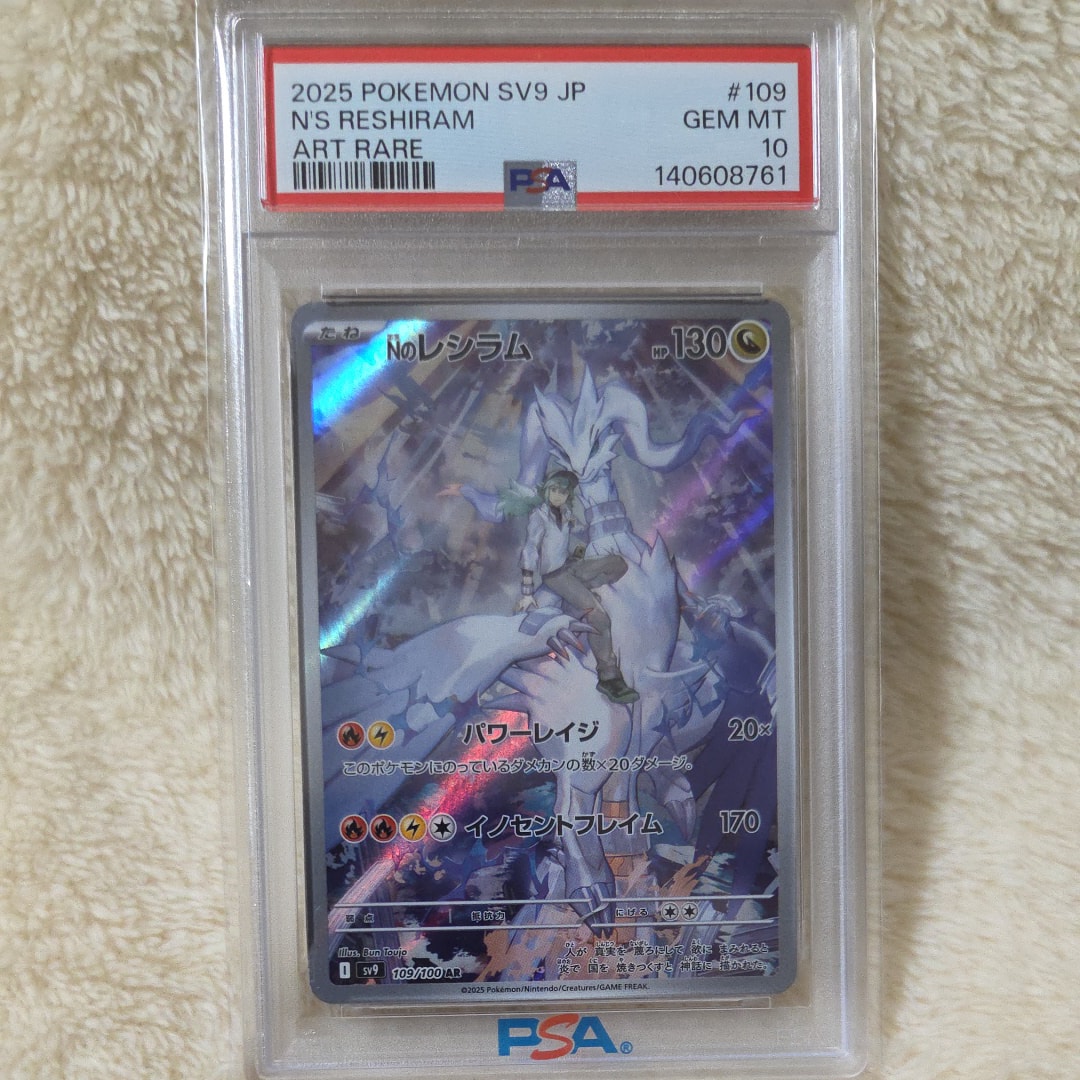 2025 POKEMON SV9 JP #109
N'S RESHIRAM GEM MT
ART RARE 10
PSA 140608761
たね NのレシラムHP 130
パワーレイジ 20×
このポケモンにのっているダメカンの数×20ダメージ。
イノセントフレイム 170
弱点 抵抗力 にげる
Illus. Bun Toujo
人が真実を蔑ろにして欲にまみれると
炎で国を焼きつくすと神話に描かれた。
I sv9 109/100 AR
©2025 Pokémon/Nintendo/Creatures/GAME FREAK.
PSA®